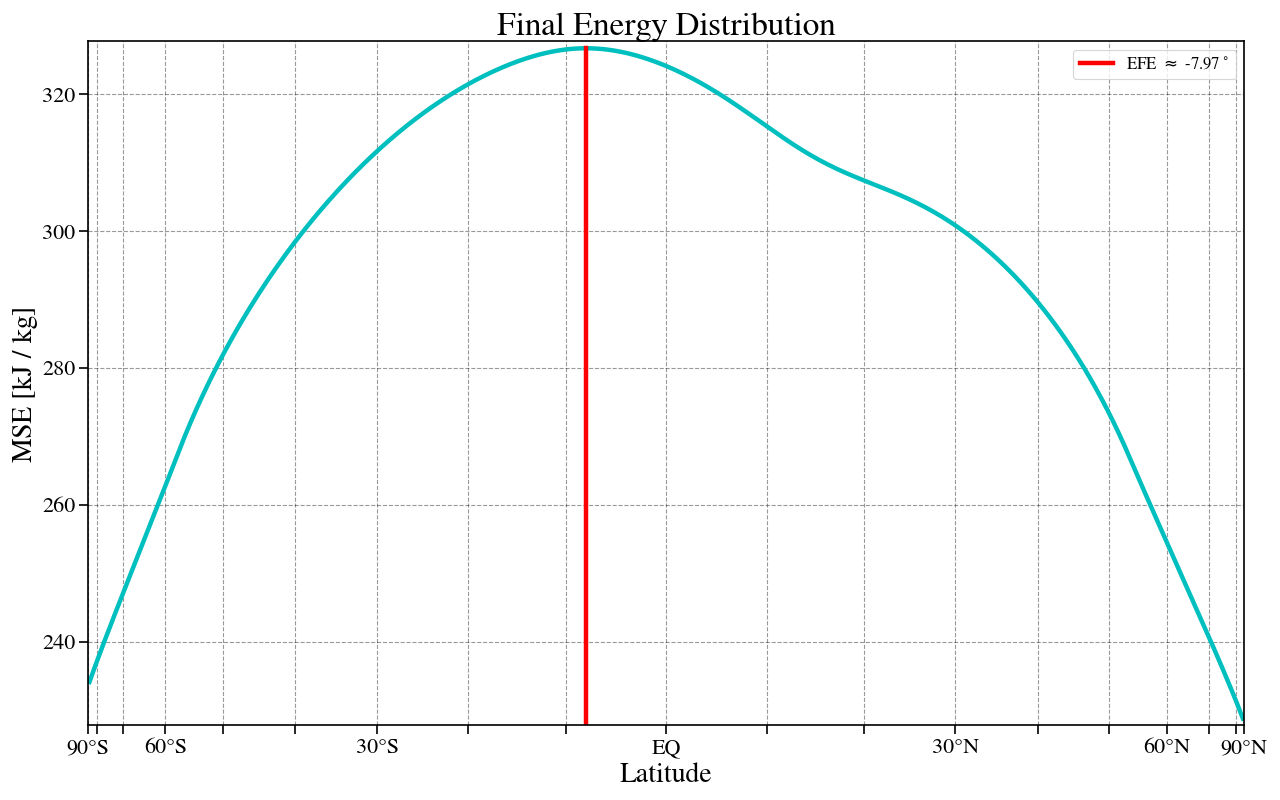 Final Energy Distribution
EFE ≈ -7.97°
MSE [kJ / kg]
320
300
280
260
240
90°S 60°S 30°S EQ 30°N 60°N 90°N
Latitude